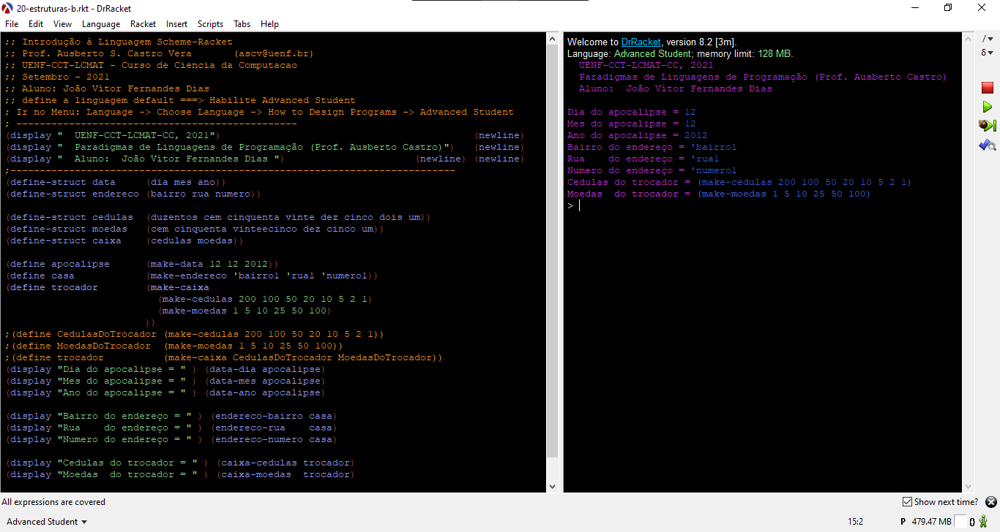 20-estruturas-b.rkt - DrRacket
File Edit View Language Racket Insert Scripts Tabs Help
;; Introdução à Linguagem Scheme-Racket
;; Prof. Ausberto S. Castro Vera       (ascv@uenf.br)
;; UENF-CCT-LCMAT - Curso de Ciencia da Computacao
;; Setembro - 2021
;; Aluno: João Vítor Fernandes Dias
;; define a linguagem default ===> Habilite Advanced Student
; Ir no Menu: Language -> Choose Language -> How to Design Programs -> Advanced Student
; ------------------------------------------------
(display "  UENF-CCT-LCMAT-CC, 2021")                                            (newline)
(display "  Paradigmas de Linguagens de Programação (Prof. Ausberto Castro)")    (newline)
(display "  Aluno:  João Vítor Fernandes Dias ")                       (newline) (newline)
;----------------------------------------------------------------------------
(define-struct data     (dia mes ano))
(define-struct endereco (bairro rua numero))
(define-struct cedulas  (duzentos cem cinquenta vinte dez cinco dois um))
(define-struct moedas   (cem cinquenta vinteecinco dez cinco um))
(define-struct caixa    (cedulas moedas))
(define apocalipse      (make-data 12 12 2012))
(define casa            (make-endereco 'bairro1 'rua1 'numero1))
(define trocador        (make-caixa
(make-cedulas 200 100 50 20 10 5 2 1)
(make-moedas 1 5 10 25 50 100)
))
;(define CedulasDoTrocador (make-cedulas 200 100 50 20 10 5 2 1))
;(define MoedasDoTrocador  (make-moedas 1 5 10 25 50 100))
;(define trocador          (make-caixa CedulasDoTrocador MoedasDoTrocador))
(display "Dia do apocalipse = " ) (data-dia apocalipse)
(display "Mes do apocalipse = " ) (data-mes apocalipse)
(display "Ano do apocalipse = " ) (data-ano apocalipse)
(display "Bairro do endereço = " ) (endereco-bairro casa)
(display "Rua    do endereço = " ) (endereco-rua    casa)
(display "Numero do endereço = " ) (endereco-numero casa)
(display "Cedulas do trocador = " ) (caixa-cedulas trocador)
(display "Moedas  do trocador = " ) (caixa-moedas  trocador)
Welcome to DrRacket, version 8.2 [3m].
Language: Advanced Student; memory limit: 128 MB.
UENF-CCT-LCMAT-CC, 2021
Paradigmas de Linguagens de Programação (Prof. Ausberto Castro)
Aluno:  João Vítor Fernandes Dias
Dia do apocalipse = 12
Mes do apocalipse = 12
Ano do apocalipse = 2012
Bairro do endereço = 'bairro1
Rua    do endereço = 'rua1
Numero do endereço = 'numero1
Cedulas do trocador = (make-cedulas 200 100 50 20 10 5 2 1)
Moedas  do trocador = (make-moedas 1 5 10 25 50 100)
>
All expressions are covered
Show next time?
Advanced Student
15:2
P 479.47 MB